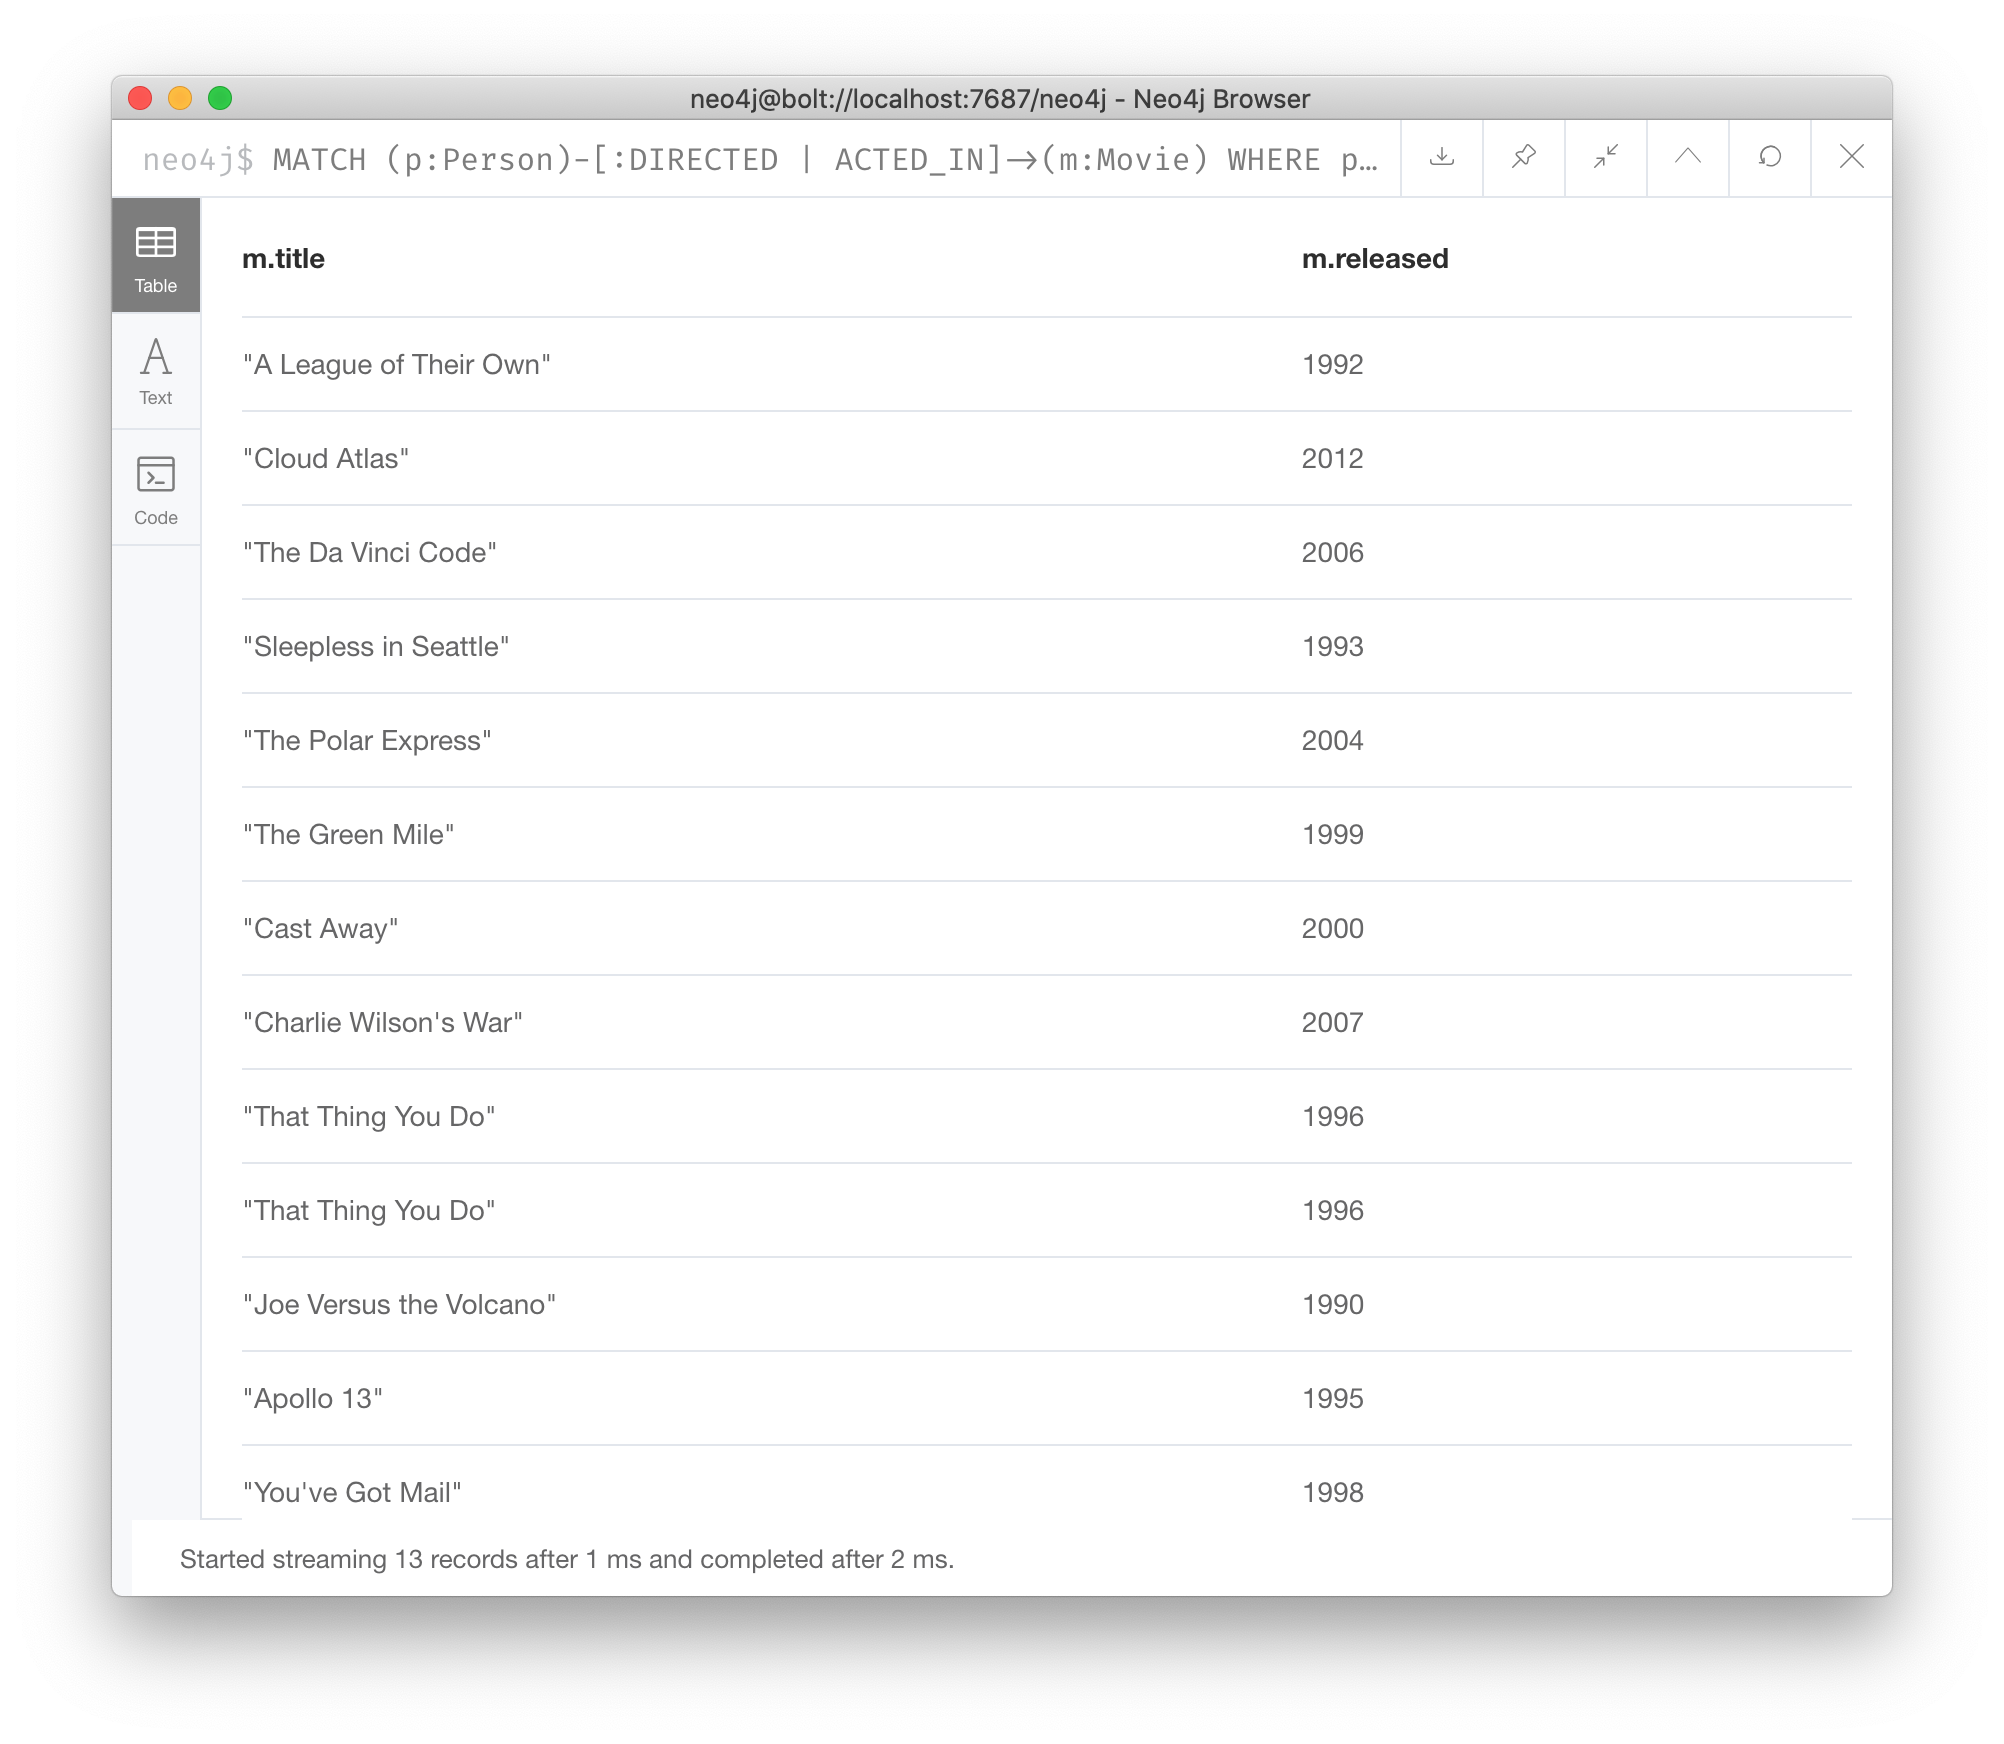 neo4j@bolt://localhost:7687/neo4j - Neo4j Browser
neo4j$ MATCH (p:Person)-[:DIRECTED | ACTED_IN]->(m:Movie) WHERE p…
Table
Text
Code
m.title m.released
"A League of Their Own" 1992
"Cloud Atlas" 2012
"The Da Vinci Code" 2006
"Sleepless in Seattle" 1993
"The Polar Express" 2004
"The Green Mile" 1999
"Cast Away" 2000
"Charlie Wilson's War" 2007
"That Thing You Do" 1996
"That Thing You Do" 1996
"Joe Versus the Volcano" 1990
"Apollo 13" 1995
"You've Got Mail" 1998
Started streaming 13 records after 1 ms and completed after 2 ms.